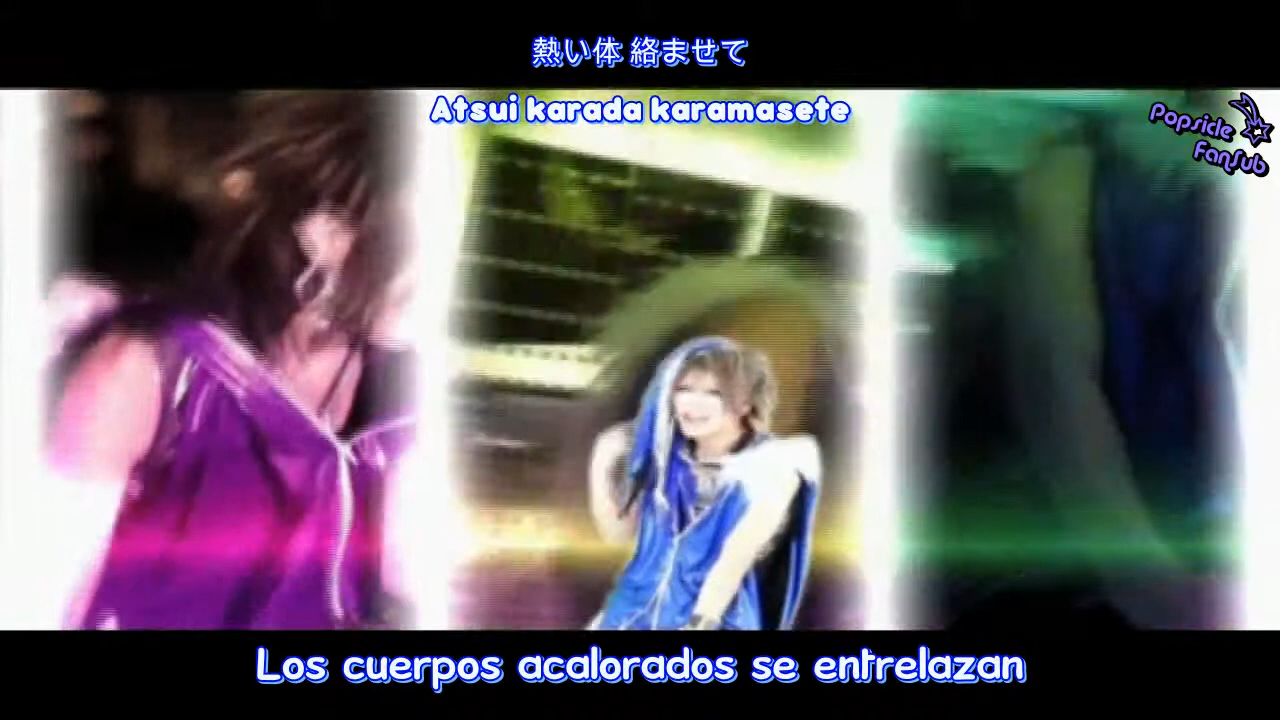 熱い体 絡ませて
Atsui karada karamasete
Popsicle
FanSub
Los cuerpos acalorados se entrelazan